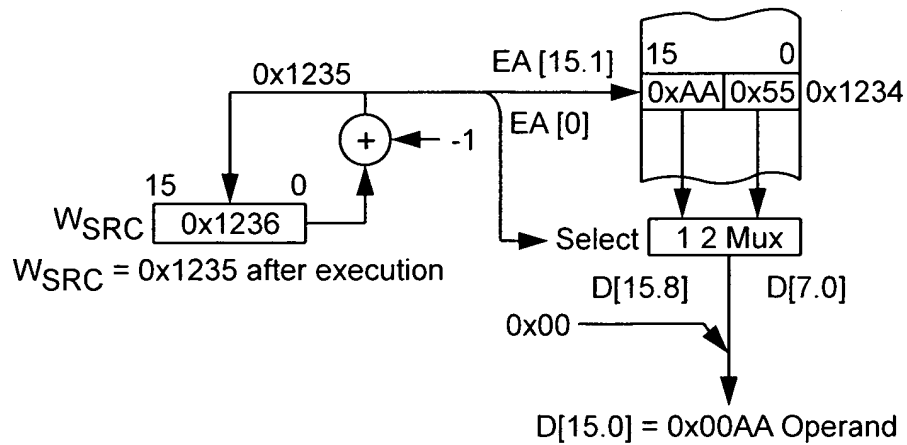 15 0
0x1235
EA [15.1]
0xAA 0x55 0x1234
EA [0]
+
-1
15 0
WSRC 0x1236
Select 1 2 Mux
WSRC = 0x1235 after execution
D[15.8] D[7.0]
0x00
D[15.0] = 0x00AA Operand